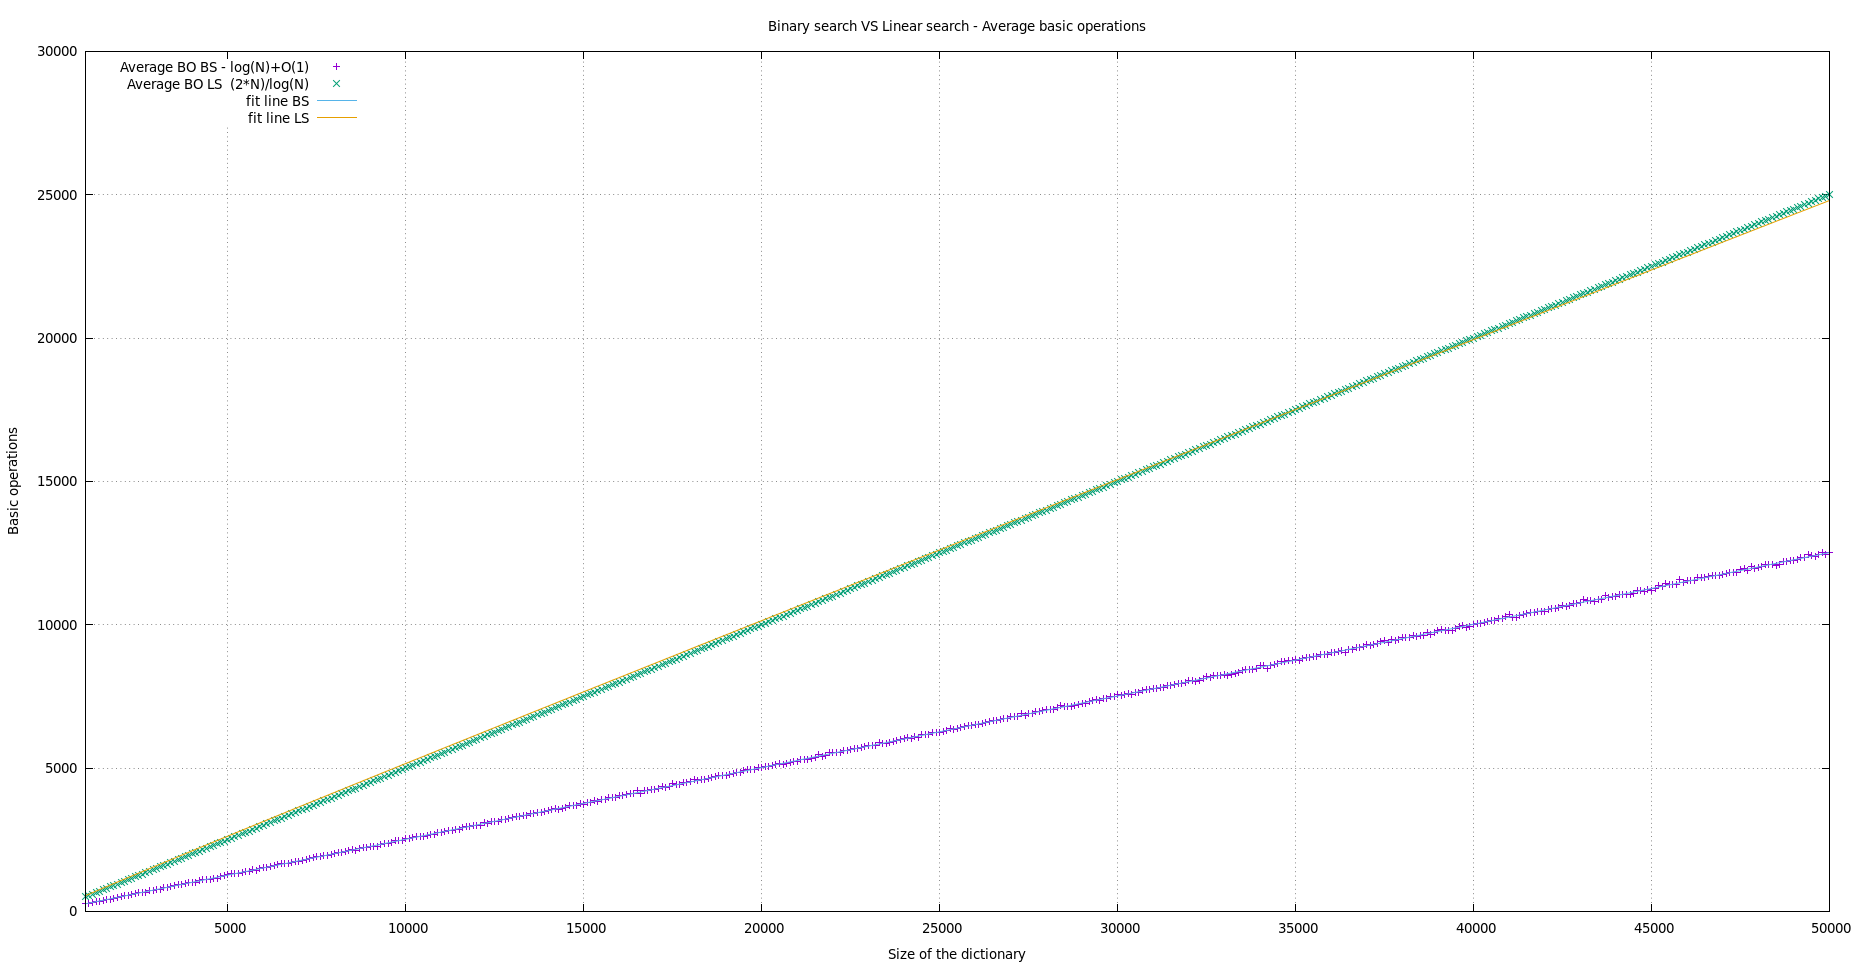 Binary search VS Linear search - Average basic operations
30000
25000
20000
15000
10000
5000
0
Average BO BS - log(N)+O(1)
Average BO LS  (2*N)/log(N)
fit line BS
fit line LS
Basic operations
5000
10000
15000
20000
25000
30000
35000
40000
45000
50000
Size of the dictionary